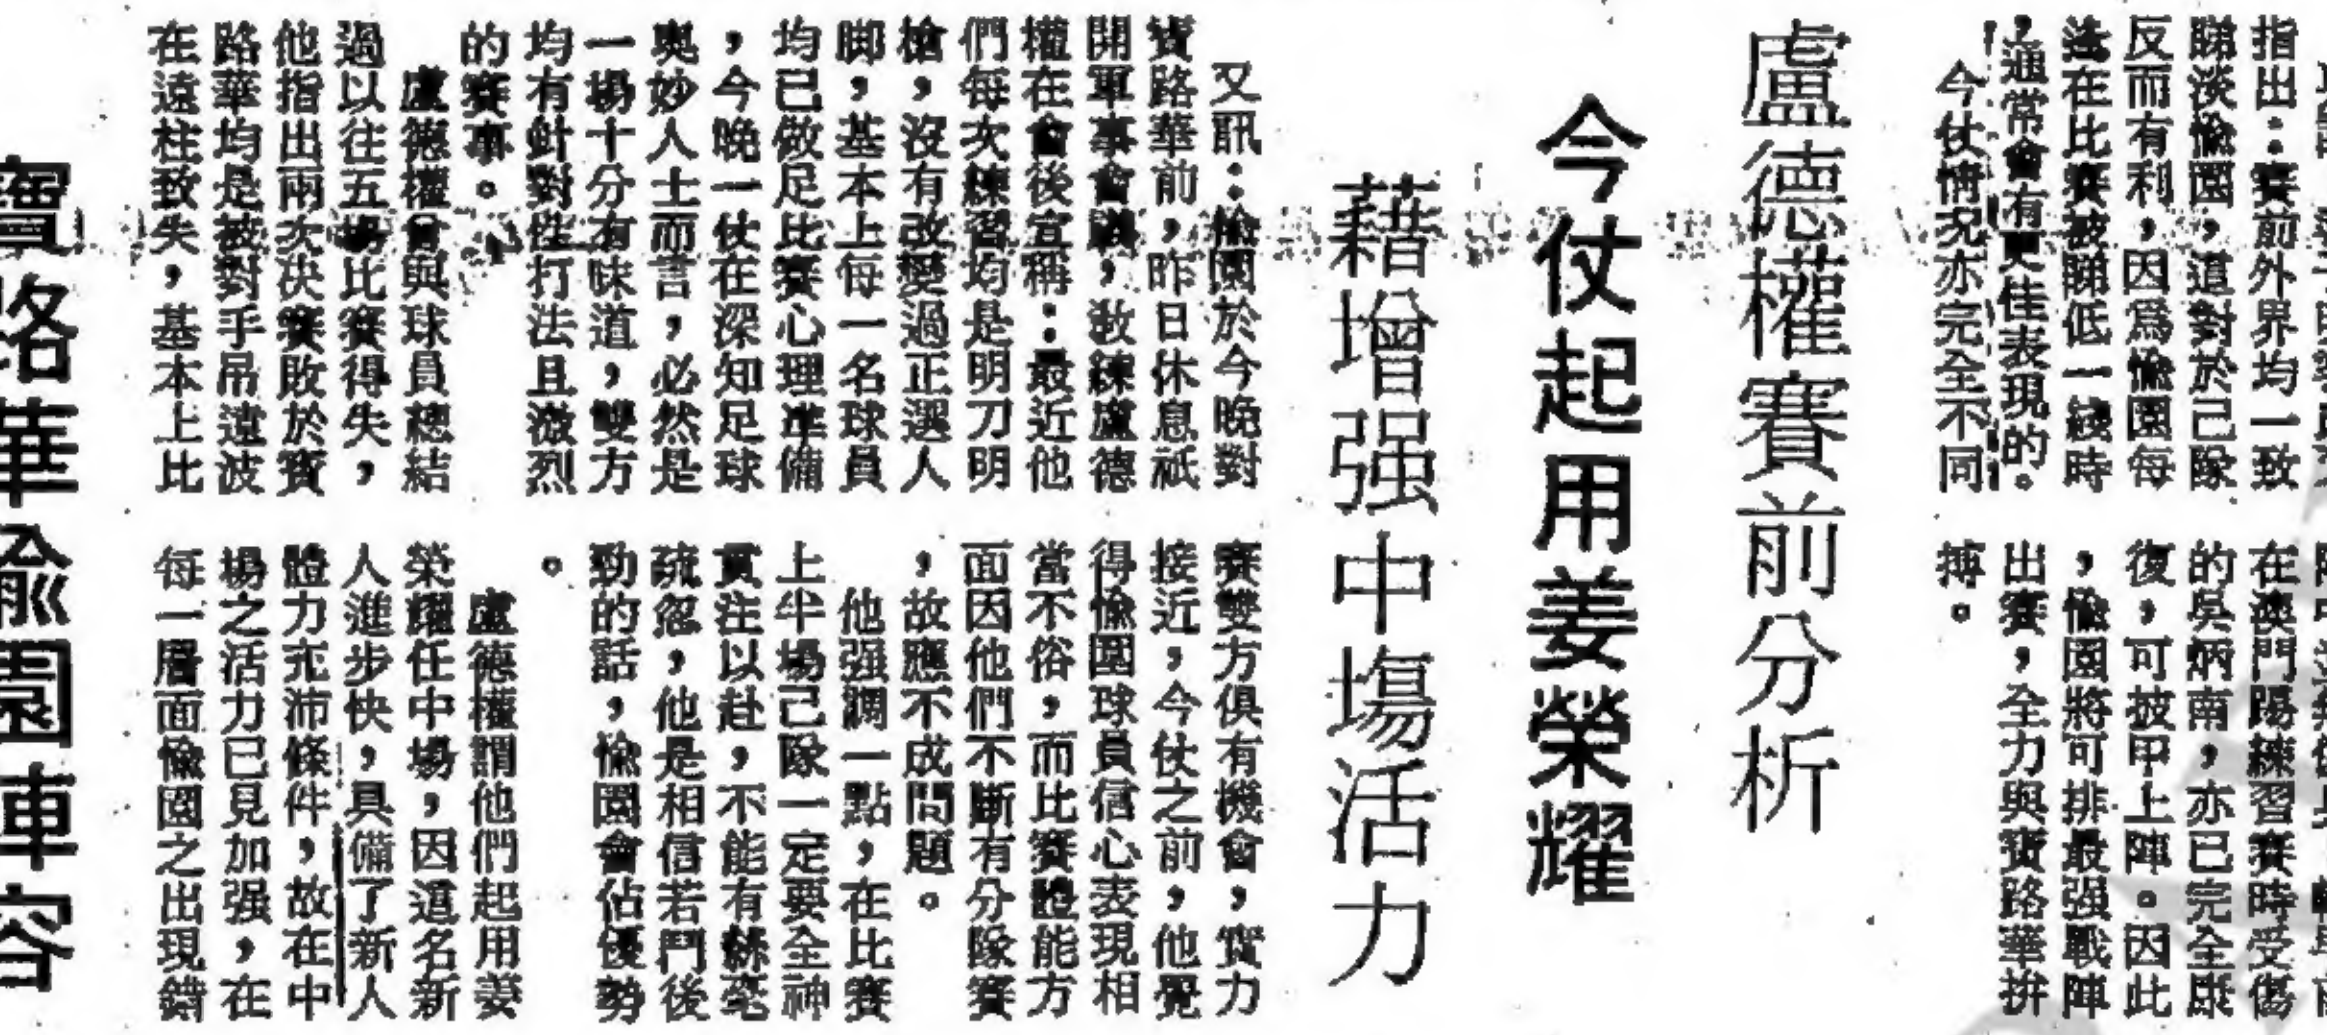 指出：賽前外界均一致
睇淡愉園，這對於己隊
反而有利，因爲愉園每
逢在比賽被睇低一綫時
，通常會有更佳表現的。
今仗情况亦完全不同
在澳門踢練習賽時受傷
的吳炳南，亦已完全康
復，可披甲上陣。因此
，愉園將可排最强戰陣
出賽，全力與寶路華拚
搏。
盧德權賽前分析
今仗起用姜榮耀
藉增强中場活力
又訊：愉園於今晚對
寶路華前，昨日休息祇
開軍事會議，教練盧德
權在會後宣稱：最近他
們每次練習均是明刀明
槍，沒有改變過正選人
脚，基本上每一名球員
均已做足比賽心理準備
，今晚一仗在深知足球
奥妙人士而言，必然是
一場十分有味道，雙方
均有針對性打法且激烈
的賽事。
盧德權會與球員總結
過以往五場比賽得失，
他指出兩次决賽敗於寶
路華均是被對手吊遠波
在遠柱致失，基本上比
賽雙方俱有機會，實力
接近，今仗之前，他覺
得愉園球員信心表現相
當不俗，而比賽體能方
面因他們不斷有分隊賽
，故應不成問題。
他强調一點，在比賽
上半場己隊一定要全神
貫注以赴，不能有絲毫
疏忽，他是相信若鬥後
勁的話，愉園會佔優勢
。
盧德權謂他們起用姜
榮耀任中場，因這名新
人進步快，具備了新人
體力充沛條件，故在中
場之活力已見加强，在
每一層面愉園之出現錯
寶路華愉園陣容